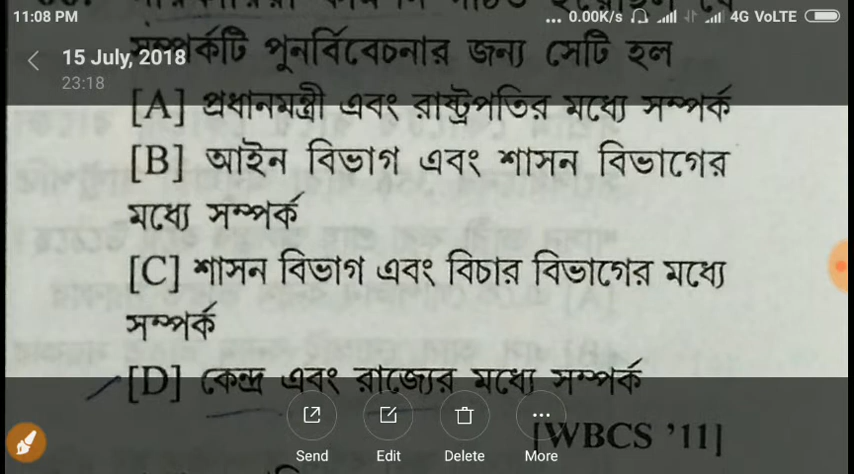 11:08 PM ... 0.00K/s 4G VoLTE
সম্পর্কটি পুনর্বিবেচনার জন্য সেটি হল
15 July, 2018
23:18
[A] প্রধানমন্ত্রী এবং রাষ্ট্রপতির মধ্যে সম্পর্ক
[B] আইন বিভাগ এবং শাসন বিভাগের
মধ্যে সম্পর্ক
[C] শাসন বিভাগ এবং বিচার বিভাগের মধ্যে
সম্পর্ক
[D] কেন্দ্র এবং রাজ্যের মধ্যে সম্পর্ক
[WBCS ’11]
Send Edit Delete More